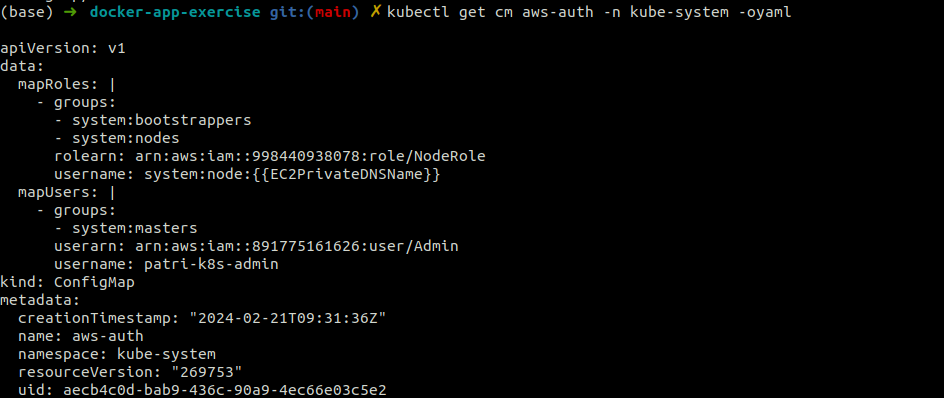 (base) ➜ docker-app-exercise git:(main) ✗ kubectl get cm aws-auth -n kube-system -oyaml
apiVersion: v1
data:
  mapRoles: |
    - groups:
      - system:bootstrappers
      - system:nodes
      rolearn: arn:aws:iam::998440938078:role/NodeRole
      username: system:node:{{EC2PrivateDNSName}}
  mapUsers: |
    - groups:
      - system:masters
      userarn: arn:aws:iam::891775161626:user/Admin
      username: patri-k8s-admin
kind: ConfigMap
metadata:
  creationTimestamp: "2024-02-21T09:31:36Z"
  name: aws-auth
  namespace: kube-system
  resourceVersion: "269753"
  uid: aecb4c0d-bab9-436c-90a9-4ec66e03c5e2